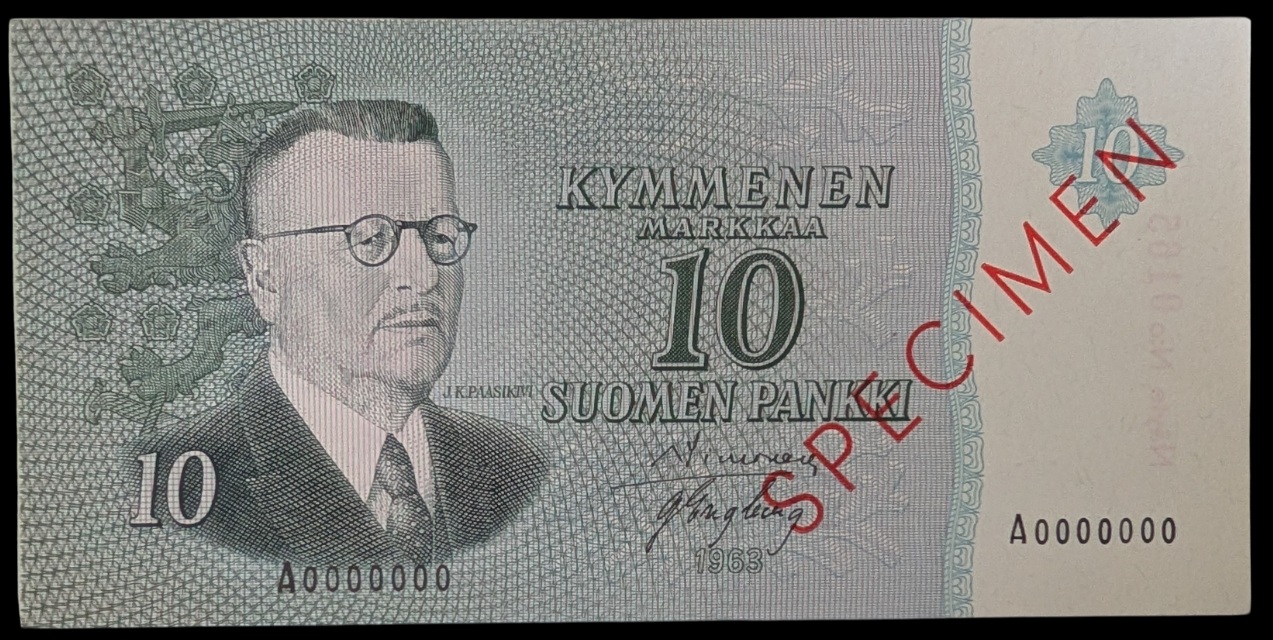 KYMMENEN
MARKKAA
10
SUOMEN PANKKI
J.K.PAASIKIVI
1963
10
A0000000
10
SPECIMEN
A0000000